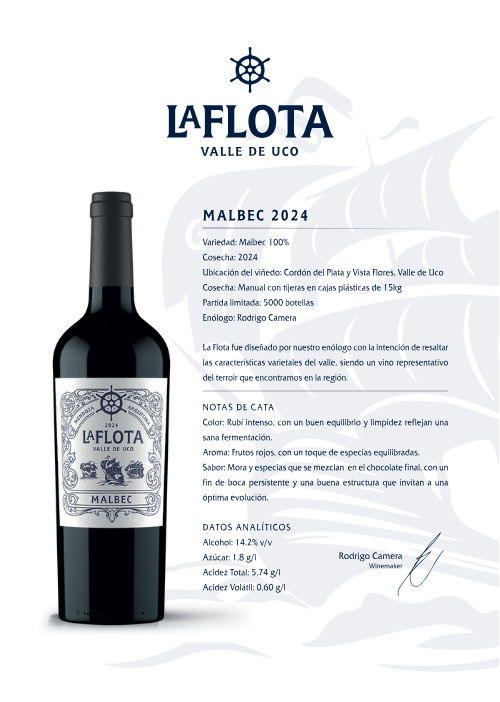 LAFLOTA
VALLE DE UCO
MALBEC 2024
Variedad: Malbec 100%
Cosecha: 2024
Ubicación del viñedo: Cordón del Plata y Vista Flores, Valle de Uco
Cosecha: Manual con tijeras en cajas plásticas de 15kg
Partida limitada: 5000 botellas
Enólogo: Rodrigo Camera
La Flota fue diseñado por nuestro enólogo con la intención de resaltar
las características varietales del valle, siendo un vino representativo
del terroir que encontramos en la región.
NOTAS DE CATA
Color: Rubí intenso, con un buen equilibrio y limpidez reflejan una
sana fermentación.
Aroma: Frutos rojos, con un toque de especias equilibradas.
Sabor: Mora y especias que se mezclan en el chocolate final, con un
fin de boca persistente y una buena estructura que invitan a una
óptima evolución.
DATOS ANALÍTICOS
Alcohol: 14.2% v/v
Azúcar: 1.8 g/l
Acidez Total: 5.74 g/l
Acidez Volátil: 0,60 g/l
Rodrigo Camera
Winemaker
MENDOZA ARGENTINA
2024
LAFLOTA
VALLE DE UCO
MALBEC